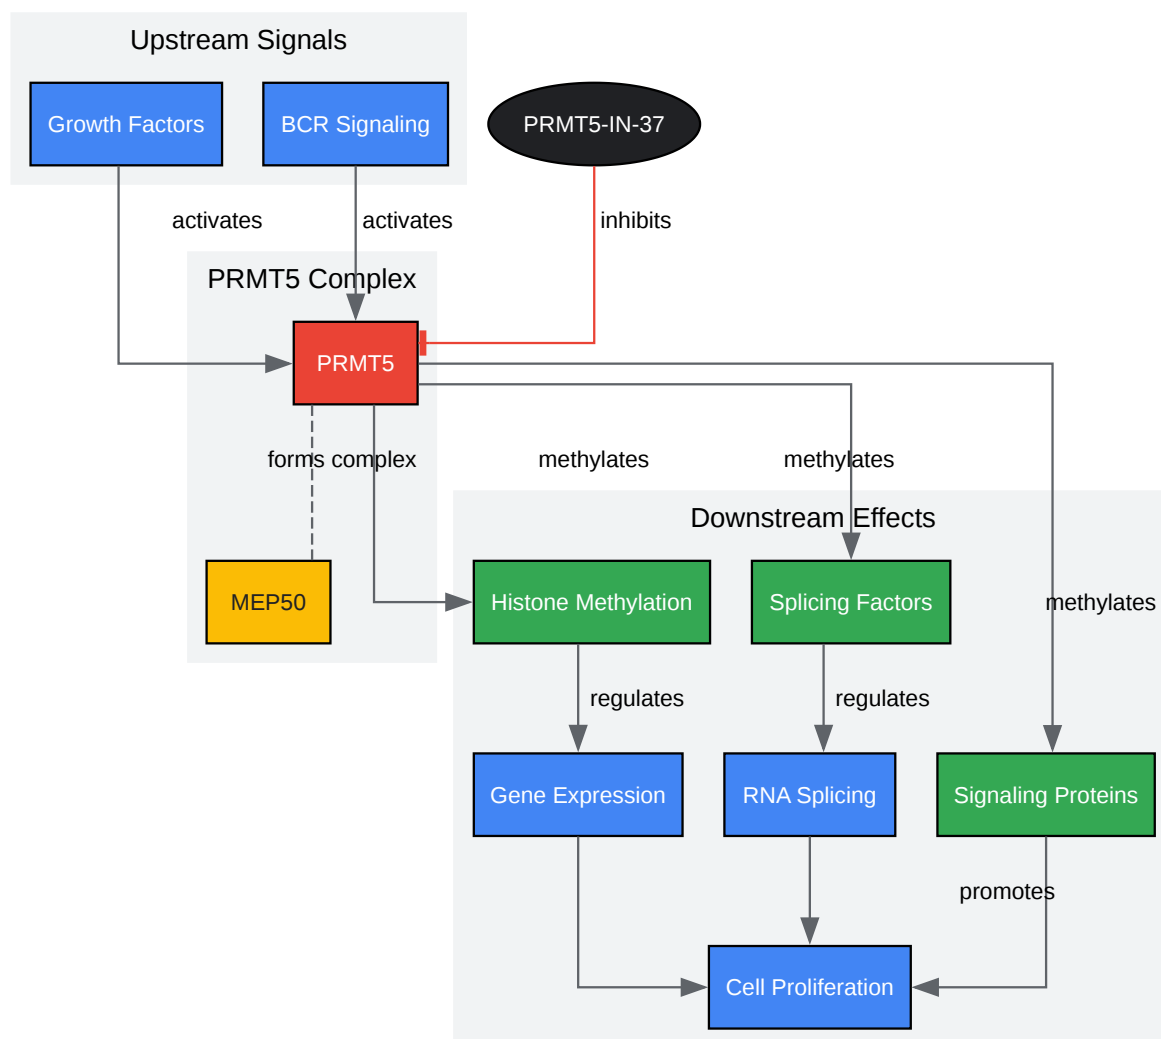 Upstream Signals
Growth Factors
BCR Signaling
PRMT5-IN-37
activates
activates
inhibits
PRMT5 Complex
PRMT5
forms complex
methylates
methylates
Downstream Effects
MEP50
Histone Methylation
Splicing Factors
methylates
regulates
regulates
Gene Expression
RNA Splicing
Signaling Proteins
promotes
Cell Proliferation